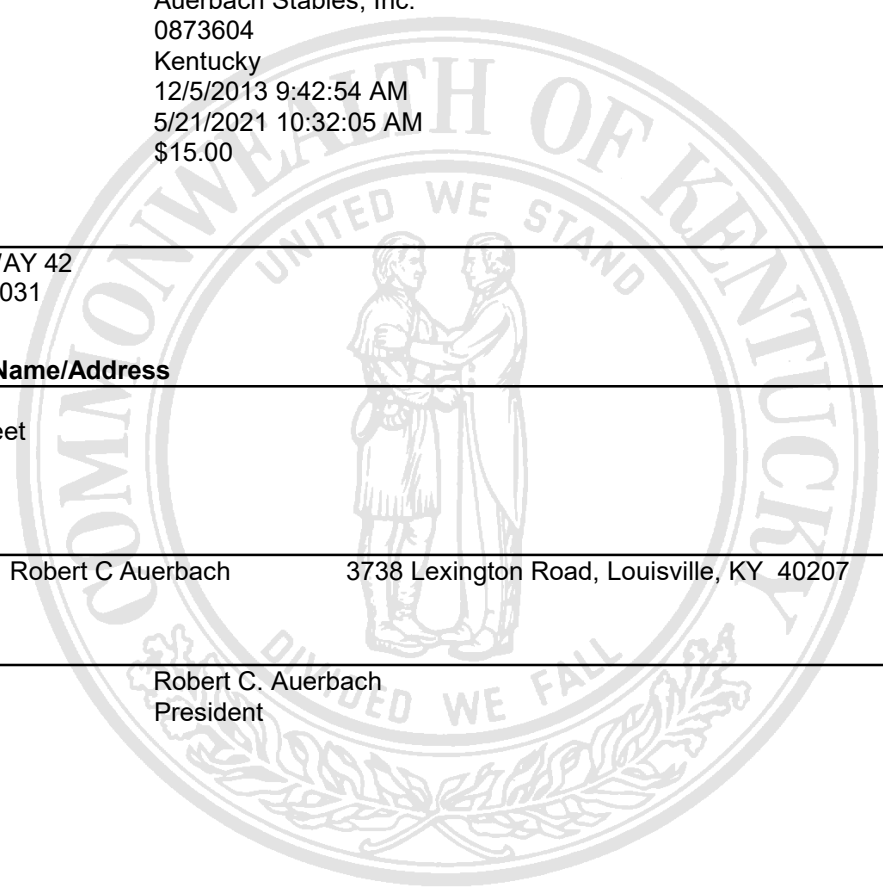 Auerbach Stables, Inc.
0873604
Kentucky
12/5/2013 9:42:54 AM
5/21/2021 10:32:05 AM
$15.00
COMMONWEALTH OF KENTUCKY
UNITED WE STAND
WAY 42
031
Name/Address
eet
Robert C Auerbach 3738 Lexington Road, Louisville, KY 40207
DIVIDED WE FALL
Robert C. Auerbach
President